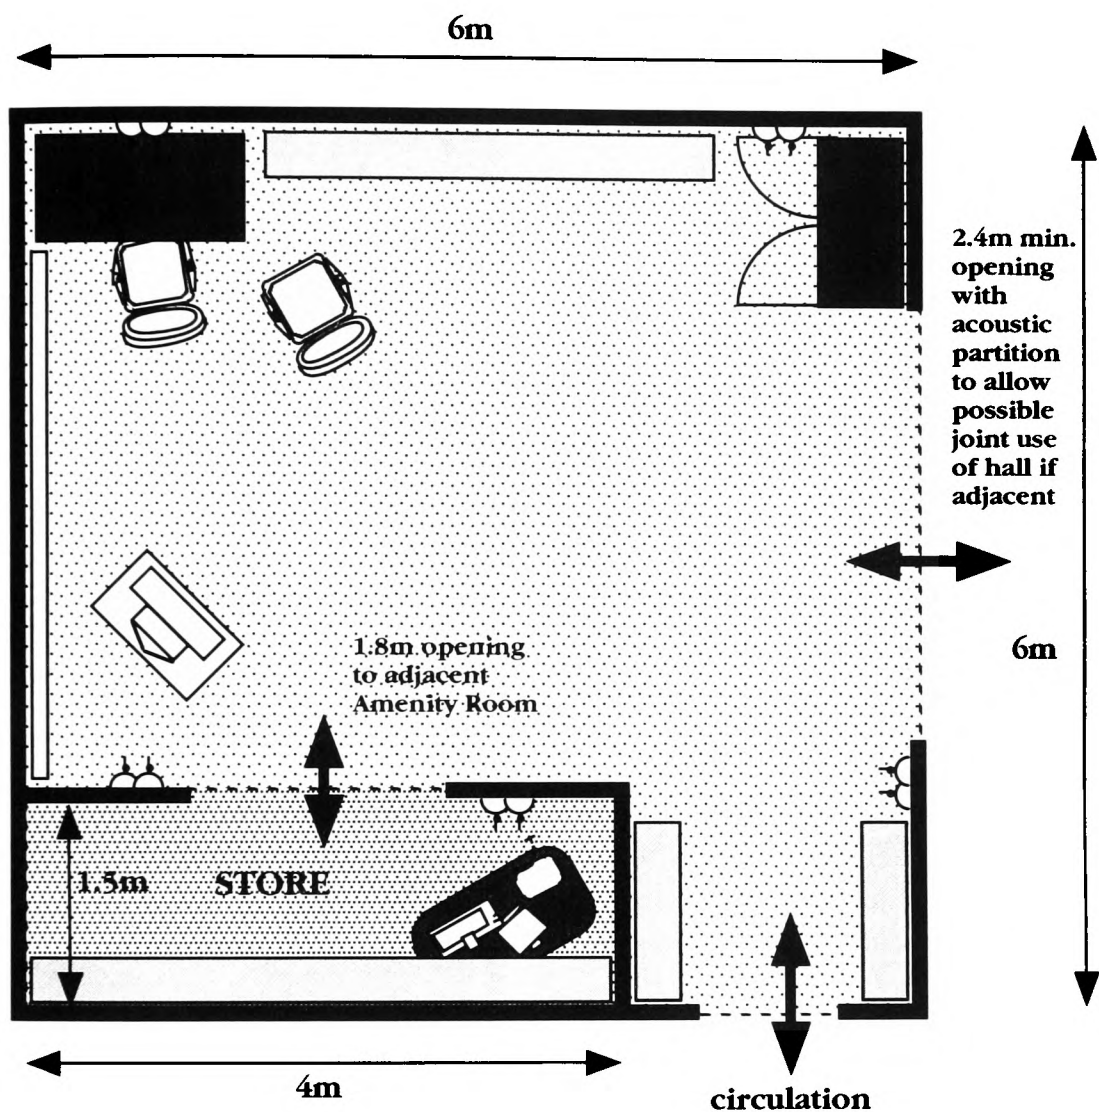 6m
2.4m min.
opening
with
acoustic
partition
to allow
possible
joint use
of hall if
adjacent
6m
1.8m opening
to adjacent
Amenity Room
1.5m
STORE
4m
circulation